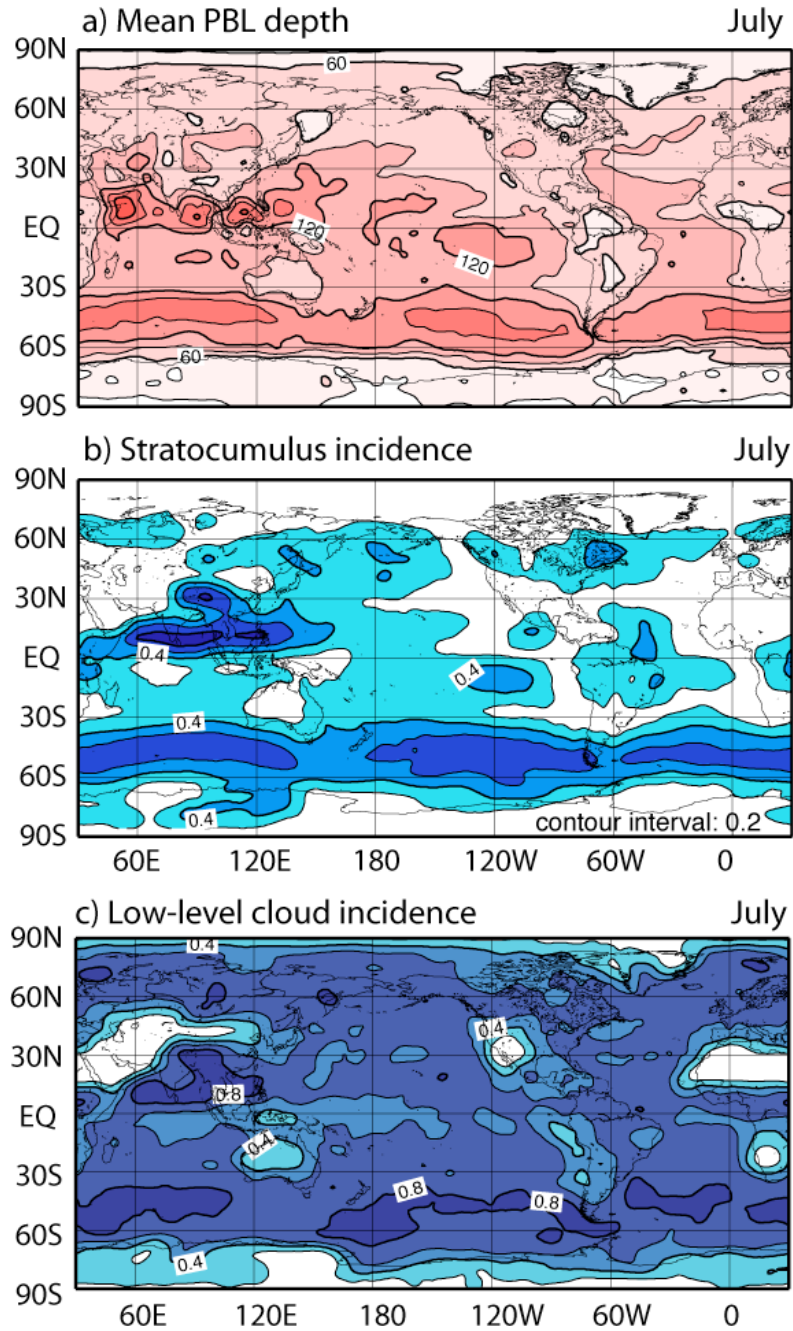 a) Mean PBL depth July
90N
60
60N
30N
EQ
120
120
30S
60S
60
90S
b) Stratocumulus incidence July
90N
60N
30N
EQ
0.4
0.4
30S
0.4
60S
0.4
contour interval: 0.2
90S
60E 120E 180 120W 60W 0
c) Low-level cloud incidence July
90N
0.4
60N
0.4
30N
0.8
EQ
0.4
30S
0.8
0.8
60S
0.4
90S
60E 120E 180 120W 60W 0